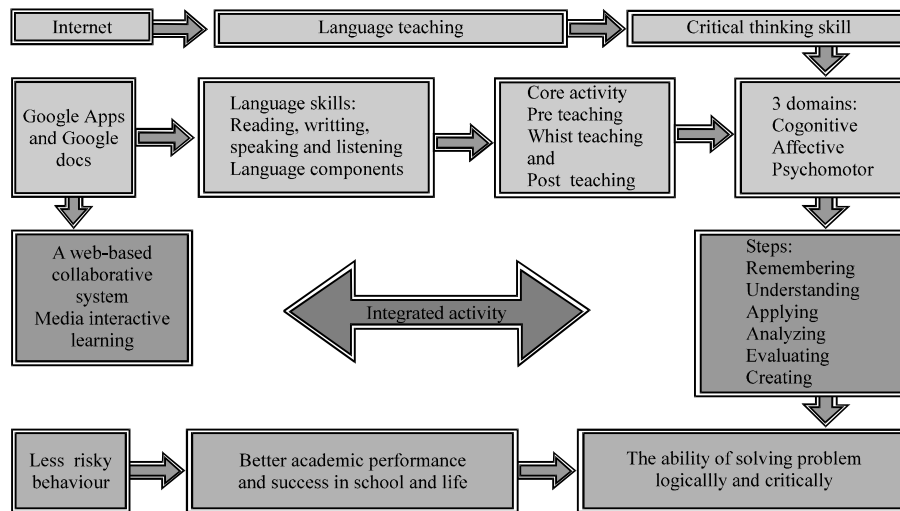 Internet
Language teaching
Critical thinking skill
Google Apps
and Google
docs
Language skills:
Reading, writting,
speaking and listening
Language components
Core activity
Pre teaching
Whist teaching
and
Post teaching
3 domains:
Cogonitive
Affective
Psychomotor
A web-based
collaborative
system
Media interactive
learning
Integrated activity
Steps:
Remembering
Understanding
Applying
Analyzing
Evaluating
Creating
Less risky
behaviour
Better academic performance
and success in school and life
The ability of solving problem
logicallly and critically